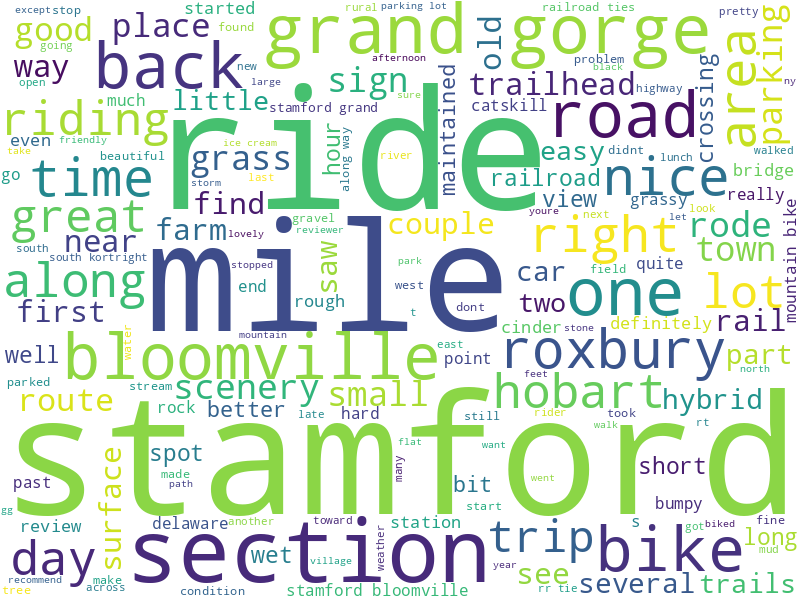 except stop
started
rural
railroad ties
parking lot
good
going
place
grand
gorge
old
problem
pretty
way
open
back
new
large
afternoon
sign
black
highway
ny
trailhead
area
parking
riding
much
little
stamford grand
sure
maintained
catskill
road
crossing
even
friendly
take
beautiful
ride
hour
along way
ice cream
river
easy
didnt
lunch
walked
go
time
grass
last
storm
railroad
view
nice
grassy
bridge
really
great
find
gravel
reviewer
couple
youre
next
let
look
rode
mountain bike
south
near
farm
lovely
saw
right
town
south kortright
along
stopped
park
west
car
field
quite
first
end
rough
t
mile
dont
two
one
lot
cinder
stone
definitely
rail
well
water
bloomville
mountain
east
point
roxbury
part
north
parked
stream
scenery
small
feet
hobart
hybrid
route
rock
better
late
hard
still
rider
took
rt
stamford
surface
spot
flat
want
walk
short
past
made
path
many
went
bit
start
bumpy
gg
review
delaware
another
toward
station
s
got
biked
fine
long
mud
day
section
wet
village
weather
year
trip
bike
see
recommend
make
across
tree
condition
stamford bloomville
rr tie
several
trails